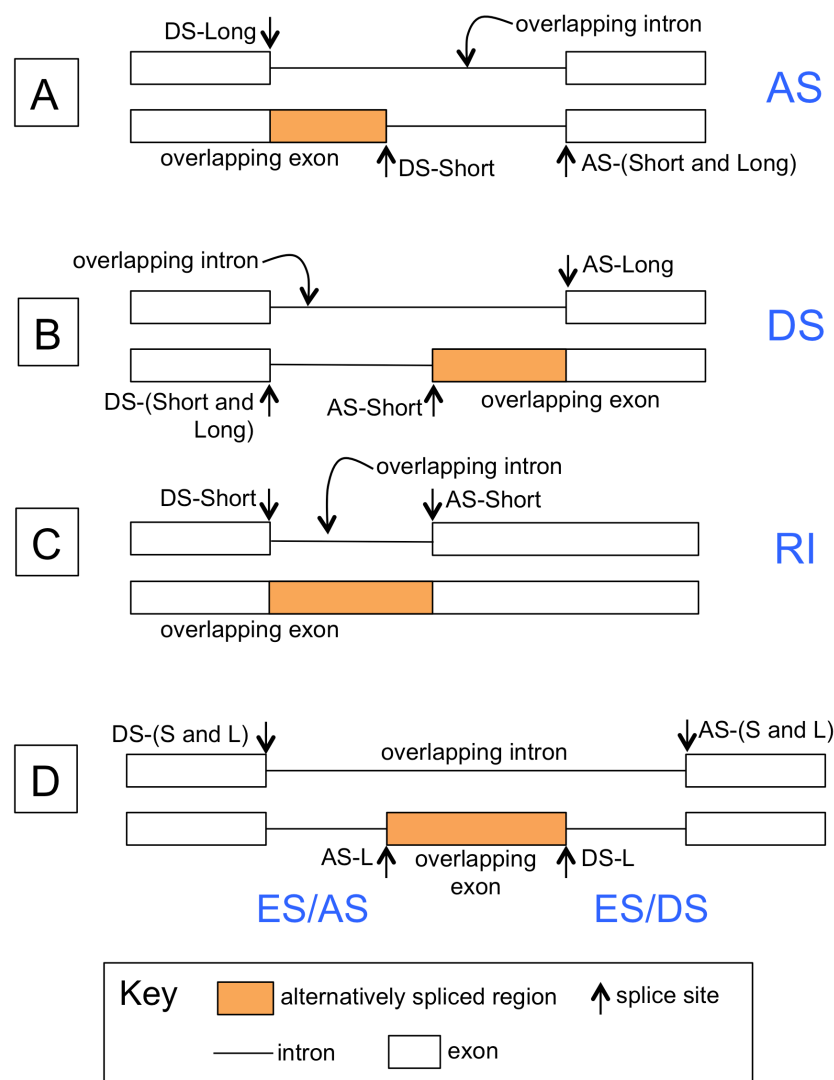 DS-Long
overlapping intron
A
AS
overlapping exon
DS-Short
AS-(Short and Long)
overlapping intron
AS-Long
B
DS
DS-(Short and
Long)
AS-Short
overlapping exon
overlapping intron
DS-Short
AS-Short
C
RI
overlapping exon
DS-(S and L)
AS-(S and L)
overlapping intron
D
AS-L
overlapping
exon
DS-L
ES/AS
ES/DS
Key
alternatively spliced region
splice site
intron
exon